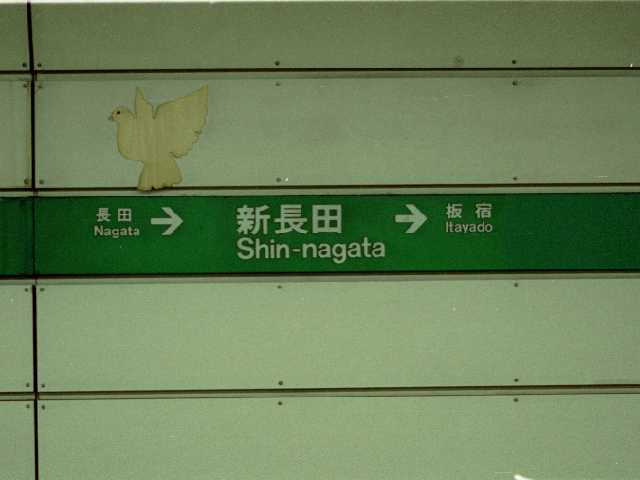 長田 → 新長田 → 板宿
Nagata Shin-nagata Itayado